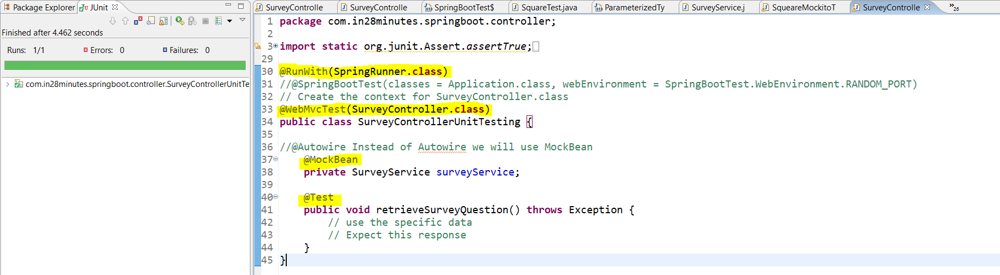 Package Explorer JUnit
Finished after 4.462 seconds
Runs: 1/1 Errors: 0 Failures: 0
com.in28minutes.springboot.controller.SurveyControllerUnitTe
SurveyControlle SurveyControlle SpringBootTest$ SquareTest.java ParameterizedTy SurveyService.j SqueareMockitoT SurveyControlle »26
1 package com.in28minutes.springboot.controller;
2
3 import static org.junit.Assert.assertTrue;
29
30 @RunWith(SpringRunner.class)
31 //@SpringBootTest(classes = Application.class, webEnvironment = SpringBootTest.WebEnvironment.RANDOM_PORT)
32 // Create the context for SurveyController.class
33 @WebMvcTest(SurveyController.class)
34 public class SurveyControllerUnitTesting {
35
36 //@Autowire Instead of Autowire we will use MockBean
37 @MockBean
38 private SurveyService surveyService;
39
40 @Test
41 public void retrieveSurveyQuestion() throws Exception {
42 // use the specific data
43 // Expect this response
44 }
45 }